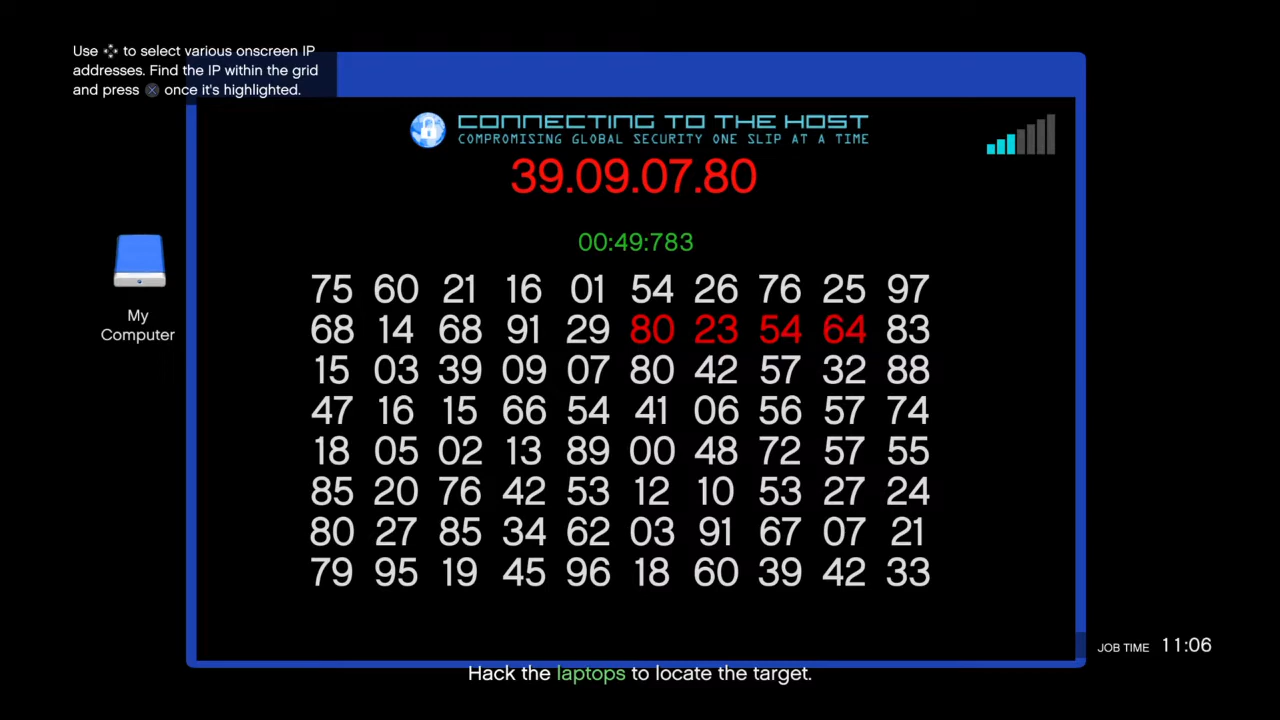 Use to select various onscreen IP
addresses. Find the IP within the grid
and press once it's highlighted.
CONNECTING TO THE HOST
COMPROMISING GLOBAL SECURITY ONE SLIP AT A TIME
39.09.07.80
00:49:783
75 60 21 16 01 54 26 76 25 97
68 14 68 91 29 80 23 54 64 83
15 03 39 09 07 80 42 57 32 88
47 16 15 66 54 41 06 56 57 74
18 05 02 13 89 00 48 72 57 55
85 20 76 42 53 12 10 53 27 24
80 27 85 34 62 03 91 67 07 21
79 95 19 45 96 18 60 39 42 33
My
Computer
JOB TIME 11:06
Hack the laptops to locate the target.